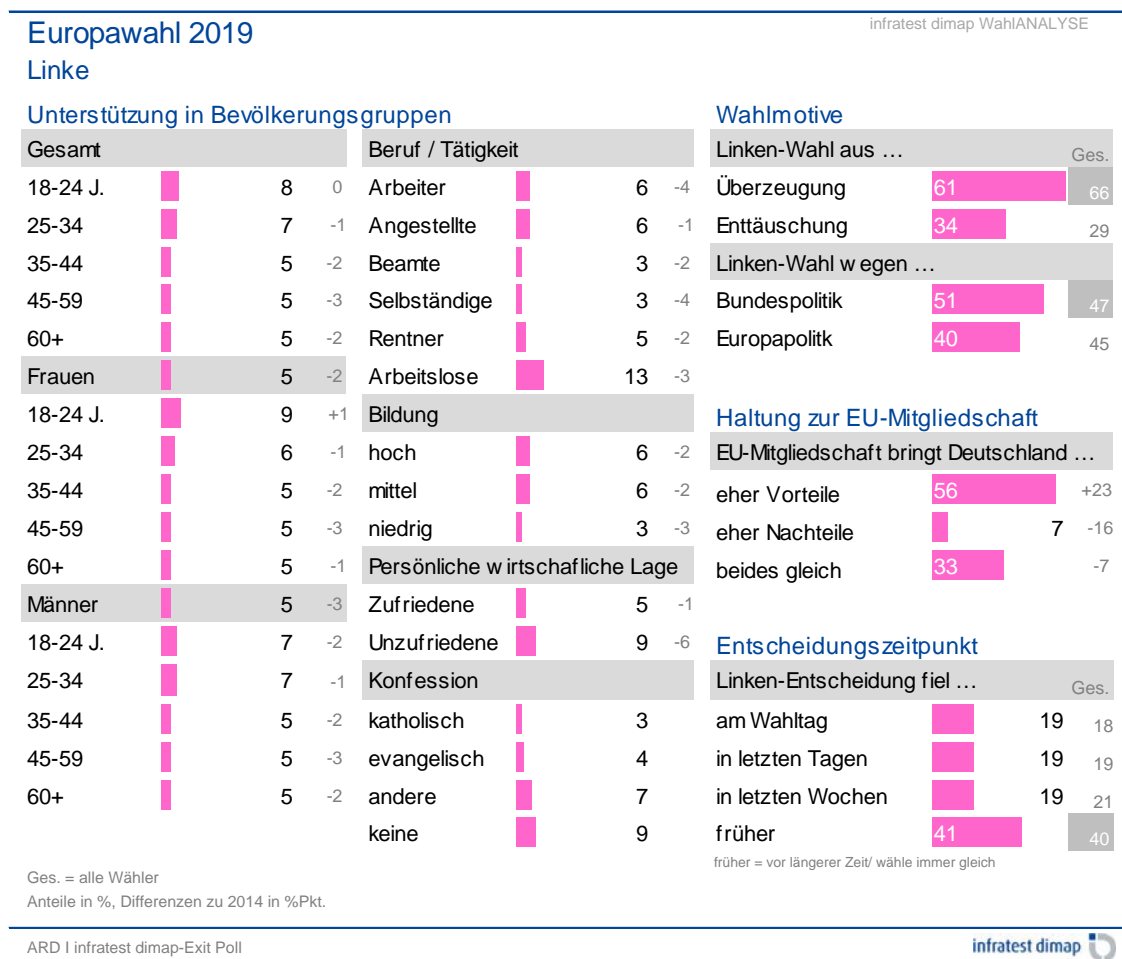 infratest dimap WahlANALYSE
Europawahl 2019
Linke
Unterstützung in Bevölkerungsgruppen
Gesamt
18-24 J. 8 0
25-34 7 -1
35-44 5 -2
45-59 5 -3
60+ 5 -2
Frauen 5 -2
18-24 J. 9 +1
25-34 6 -1
35-44 5 -2
45-59 5 -3
60+ 5 -1
Männer 5 -3
18-24 J. 7 -2
25-34 7 -1
35-44 5 -2
45-59 5 -3
60+ 5 -2
Beruf / Tätigkeit
Arbeiter 6 -4
Angestellte 6 -1
Beamte 3 -2
Selbständige 3 -4
Rentner 5 -2
Arbeitslose 13 -3
Bildung
hoch 6 -2
mittel 6 -2
niedrig 3 -3
Persönliche wirtschafliche Lage
Zufriedene 5 -1
Unzufriedene 9 -6
Konfession
katholisch 3
evangelisch 4
andere 7
keine 9
Wahlmotive
Linken-Wahl aus … Ges.
Überzeugung 61 66
Enttäuschung 34 29
Linken-Wahl wegen …
Bundespolitik 51 47
Europapolitk 40 45
Haltung zur EU-Mitgliedschaft
EU-Mitgliedschaft bringt Deutschland …
eher Vorteile 56 +23
eher Nachteile 7 -16
beides gleich 33 -7
Entscheidungszeitpunkt
Linken-Entscheidung fiel … Ges.
am Wahltag 19 18
in letzten Tagen 19 19
in letzten Wochen 19 21
früher 41 40
früher = vor längerer Zeit/ wähle immer gleich
Ges. = alle Wähler
Anteile in %, Differenzen zu 2014 in %Pkt.
ARD I infratest dimap-Exit Poll
infratest dimap